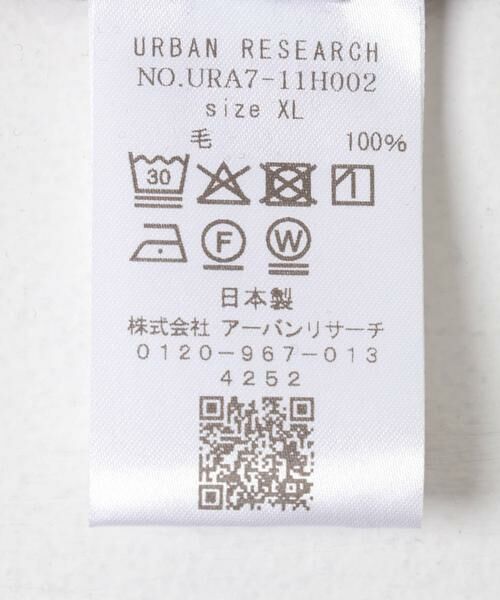 URBAN RESEARCH
NO.URA7-11H002
size XL
毛 100%
30
F W
日本製
株式会社 アーバンリサーチ
0120-967-013
4252